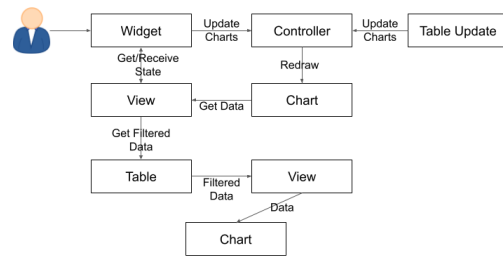 Widget
Update
Charts
Controller
Update
Charts
Table Update
Get/Receive
State
Redraw
View
Get Data
Chart
Get Filtered
Data
Table
Filtered
Data
View
Data
Chart